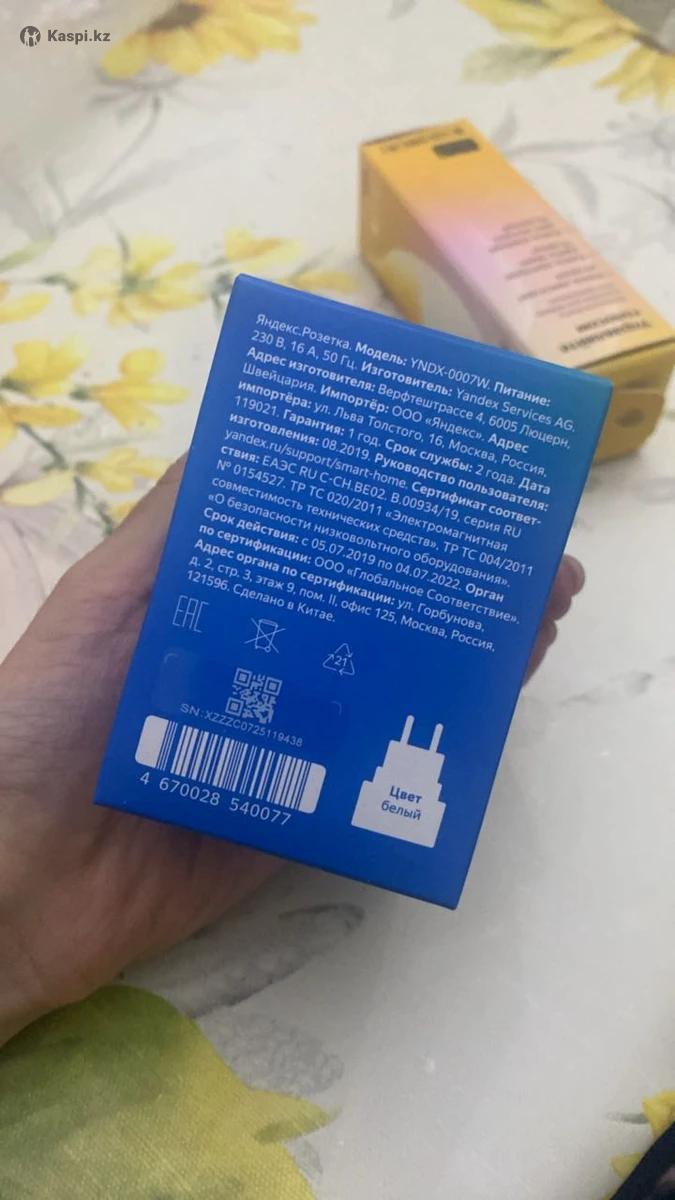 Kaspi.kz
Управляйте
голосом
Яндекс.Розетка. Модель: YNDX-0007W. Питание:
230 В, 16 А, 50 Гц. Изготовитель: Yandex Services AG.
Адрес изготовителя: Верфтештрассе 4, 6005 Люцерн,
Швейцария. Импортёр: ООО «Яндекс». Адрес
импортёра: ул. Льва Толстого, 16, Москва, Россия,
119021. Гарантия: 1 год. Срок службы: 2 года. Дата
изготовления: 08.2019. Руководство пользователя:
yandex.ru/support/smart-home. Сертификат соответ-
ствия: ЕАЭС RU С-CH.BE02. B.00934/19, серия RU
№ 0154527. ТР ТС 020/2011 «Электромагнитная
совместимость технических средств», ТР ТС 004/2011
«О безопасности низковольтного оборудования».
Срок действия: с 05.07.2019 по 04.07.2022. Орган
по сертификации: ООО «Глобальное Соответствие».
Адрес органа по сертификации: ул. Горбунова,
д. 2, стр. 3, этаж 9, пом. II, офис 125, Москва, Россия,
121596. Сделано в Китае.
EAC
21
SN:XZZZC0725119438
4 670028 540077
Цвет
белый